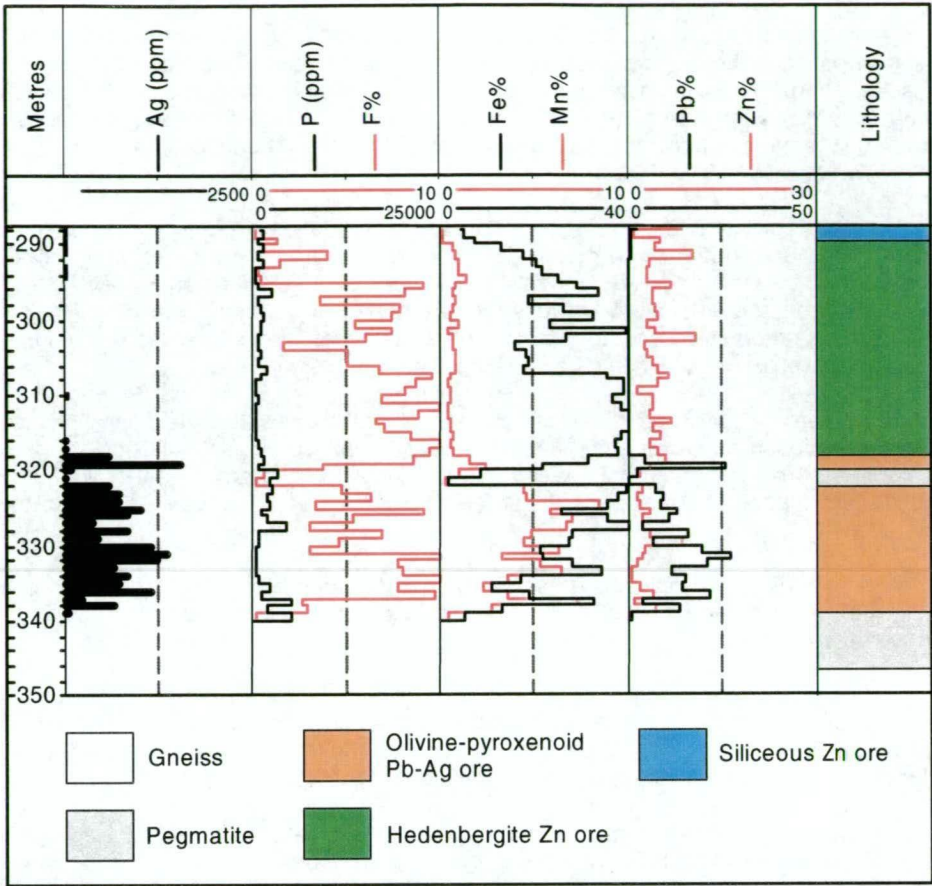 Metres
Ag (ppm)
P (ppm)
F%
Fe%
Mn%
Pb%
Zn%
Lithology
2500 0 10 0 10 0 30
0 25000 0 40 0 50
290
300
310
320
330
340
350
Gneiss
Olivine-pyroxenoid
Pb-Ag ore
Siliceous Zn ore
Pegmatite
Hedenbergite Zn ore